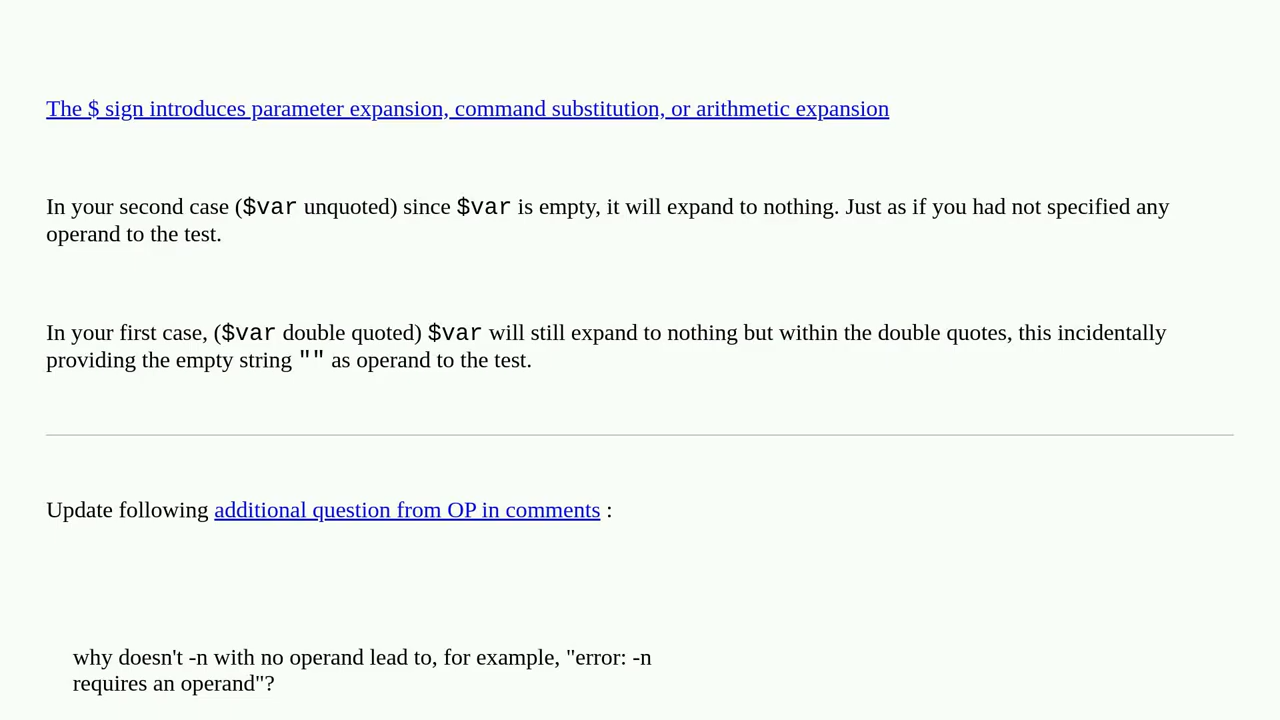 The $ sign introduces parameter expansion, command substitution, or arithmetic expansion
In your second case ($var unquoted) since $var is empty, it will expand to nothing. Just as if you had not specified any
operand to the test.
In your first case, ($var double quoted) $var will still expand to nothing but within the double quotes, this incidentally
providing the empty string "" as operand to the test.
Update following additional question from OP in comments :
why doesn't -n with no operand lead to, for example, "error: -n
requires an operand"?